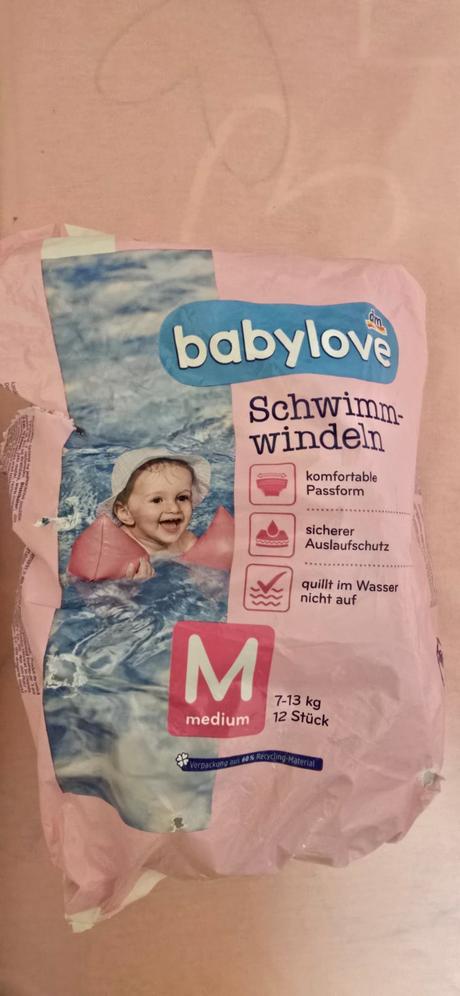 dm
babylove
Schwimm-
windeln
komfortable
Passform
sicherer
Auslaufschutz
quillt im Wasser
nicht auf
M
medium
7-13 kg
12 Stück
Verpackung aus 60% Recycling-Material